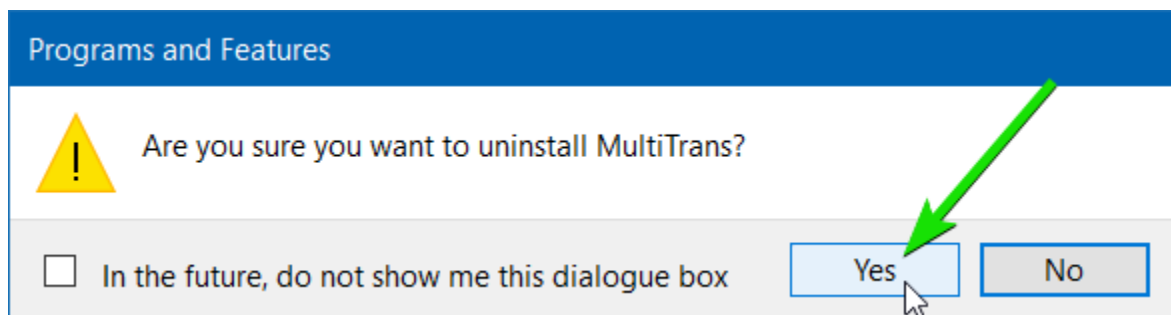 Programs and Features
!
Are you sure you want to uninstall MultiTrans?
In the future, do not show me this dialogue box
Yes
No